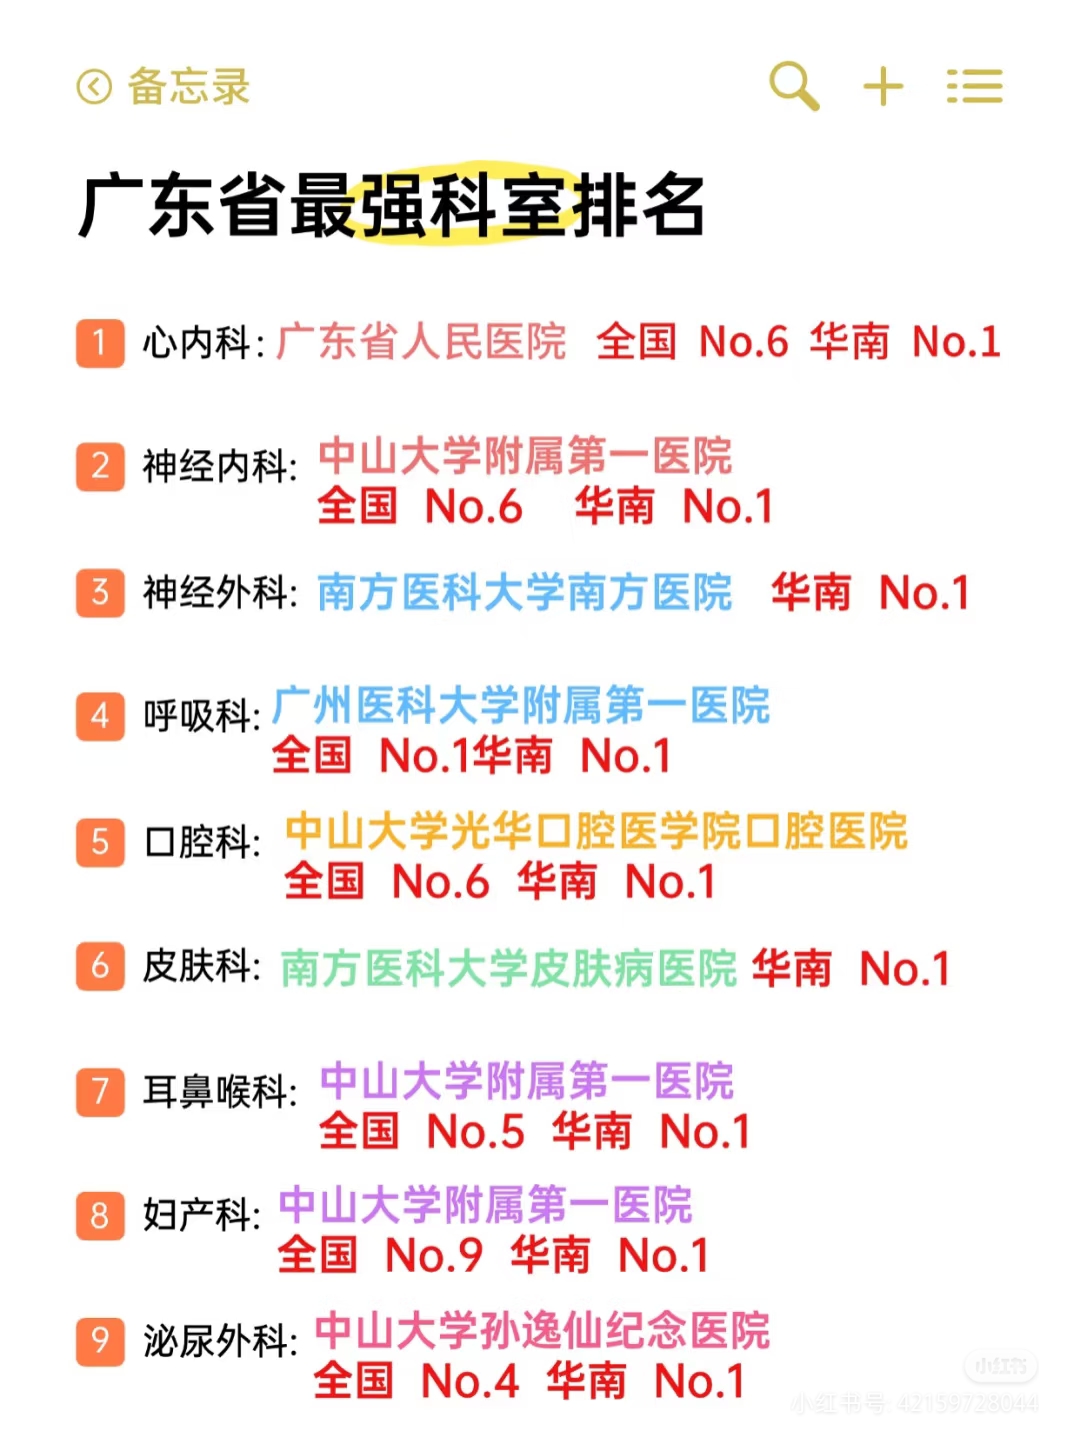 备忘录
广东省最强科室排名
1 心内科: 广东省人民医院 全国 No.6 华南 No.1
2 神经内科: 中山大学附属第一医院
全国 No.6 华南 No.1
3 神经外科: 南方医科大学南方医院 华南 No.1
4 呼吸科: 广州医科大学附属第一医院
全国 No.1华南 No.1
5 口腔科: 中山大学光华口腔医学院口腔医院
全国 No.6 华南 No.1
6 皮肤科: 南方医科大学皮肤病医院 华南 No.1
7 耳鼻喉科: 中山大学附属第一医院
全国 No.5 华南 No.1
8 妇产科: 中山大学附属第一医院
全国 No.9 华南 No.1
9 泌尿外科: 中山大学孙逸仙纪念医院
全国 No.4 华南 No.1
小红书
小红书号: 42159728044